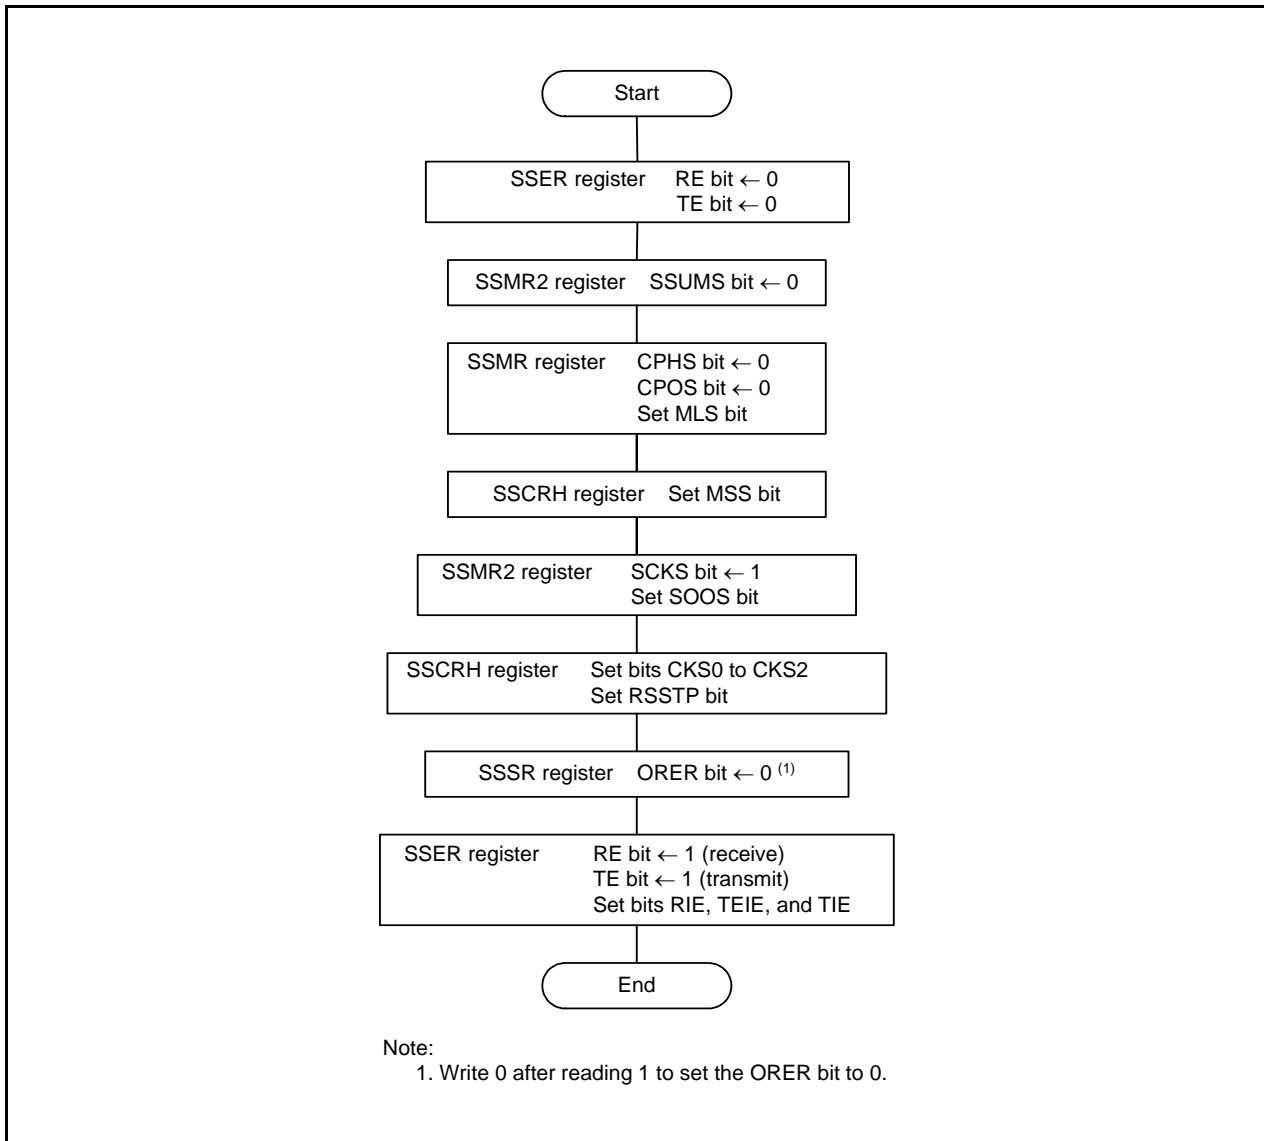 Start
SSER register RE bit ← 0
TE bit ← 0
SSMR2 register SSUMS bit ← 0
SSMR register CPHS bit ← 0
CPOS bit ← 0
Set MLS bit
SSCRH register Set MSS bit
SSMR2 register SCKS bit ← 1
Set SOOS bit
SSCRH register Set bits CKS0 to CKS2
Set RSSTP bit
SSSR register ORER bit ← 0 (1)
SSER register RE bit ← 1 (receive)
TE bit ← 1 (transmit)
Set bits RIE, TEIE, and TIE
End
Note:
1. Write 0 after reading 1 to set the ORER bit to 0.